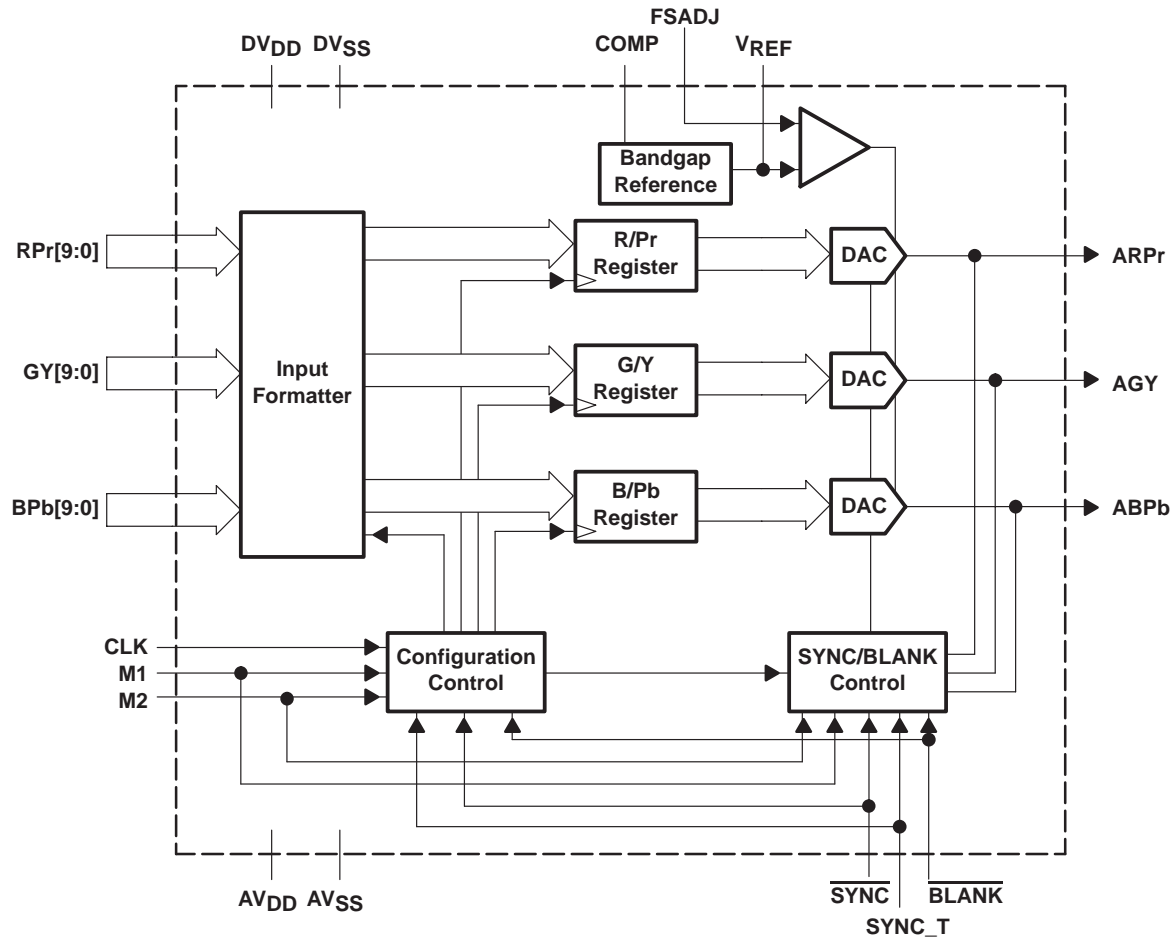 FSADJ
DVDD DVSS COMP VREF
Bandgap
Reference
RPr[9:0]
R/Pr
Register
DAC
ARPr
GY[9:0]
Input
Formatter
G/Y
Register
DAC
AGY
BPb[9:0]
B/Pb
Register
DAC
ABPb
CLK
M1
M2
Configuration
Control
SYNC/BLANK
Control
AVDD AVSS SYNC BLANK
SYNC_T